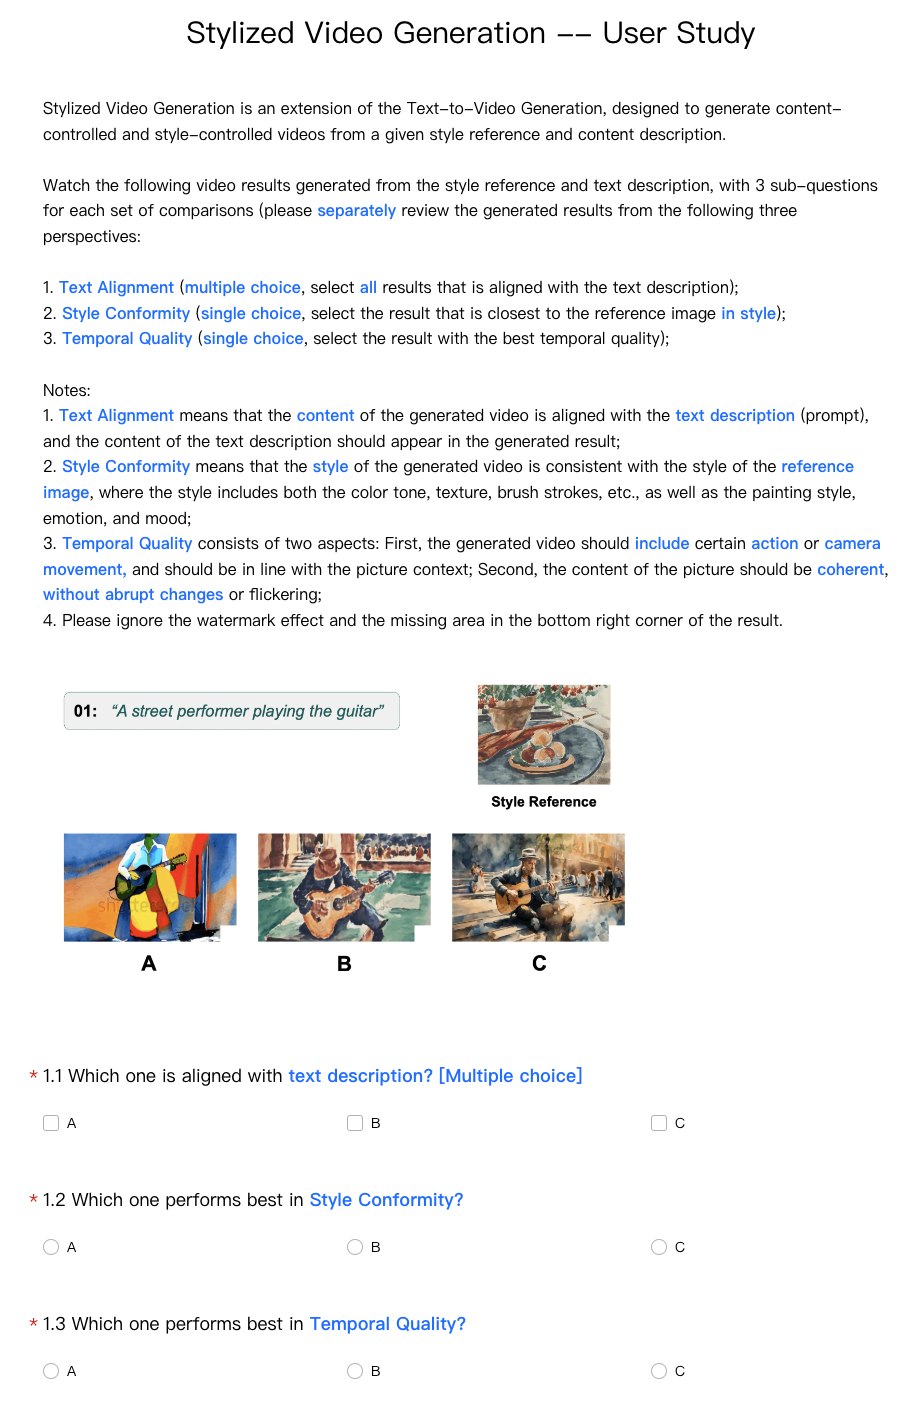 Stylized Video Generation -- User Study
Stylized Video Generation is an extension of the Text-to-Video Generation, designed to generate content-
controlled and style-controlled videos from a given style reference and content description.
Watch the following video results generated from the style reference and text description, with 3 sub-questions
for each set of comparisons (please separately review the generated results from the following three
perspectives:
1. Text Alignment (multiple choice, select all results that is aligned with the text description);
2. Style Conformity (single choice, select the result that is closest to the reference image in style);
3. Temporal Quality (single choice, select the result with the best temporal quality);
Notes:
1. Text Alignment means that the content of the generated video is aligned with the text description (prompt),
and the content of the text description should appear in the generated result;
2. Style Conformity means that the style of the generated video is consistent with the style of the reference
image, where the style includes both the color tone, texture, brush strokes, etc., as well as the painting style,
emotion, and mood;
3. Temporal Quality consists of two aspects: First, the generated video should include certain action or camera
movement, and should be in line with the picture context; Second, the content of the picture should be coherent,
without abrupt changes or flickering;
4. Please ignore the watermark effect and the missing area in the bottom right corner of the result.
01: “A street performer playing the guitar”
Style Reference
A B C
* 1.1 Which one is aligned with text description? [Multiple choice]
A B C
* 1.2 Which one performs best in Style Conformity?
A B C
* 1.3 Which one performs best in Temporal Quality?
A B C